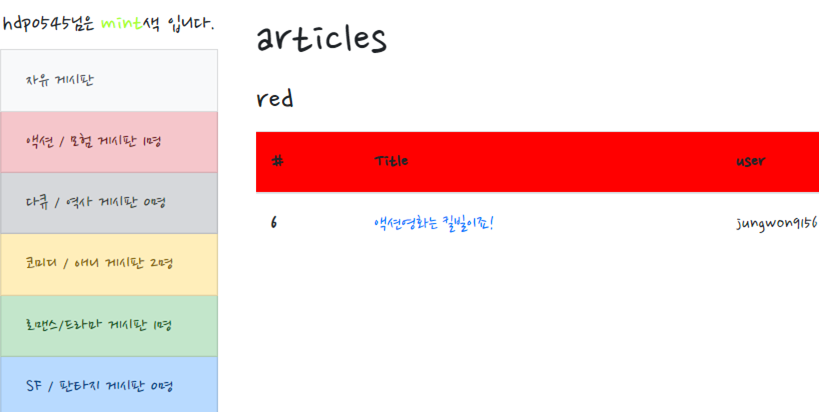 hdp0545님은 mint색 입니다.
자유 게시판
액션 / 모험 게시판 1명
다큐 / 역사 게시판 0명
코미디 / 애니 게시판 2명
로맨스/드라마 게시판 1명
SF / 판타지 게시판 0명
articles
red
# Title user
6 액션영화는 킬빌이죠! jungwon9156